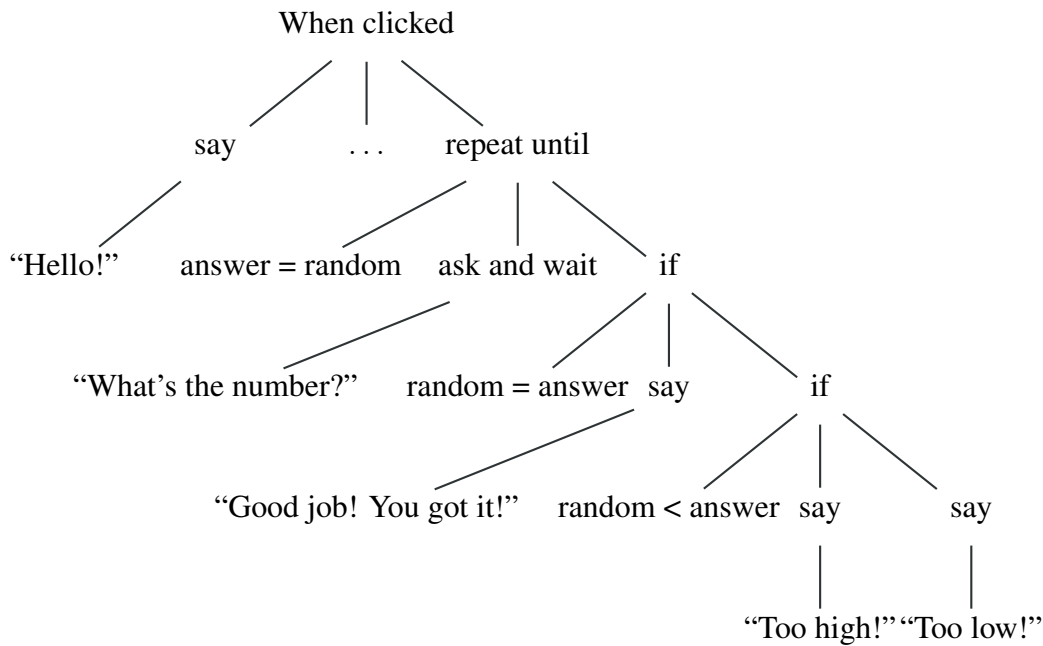 When clicked
say . . . repeat until
“Hello!” answer = random ask and wait if
“What's the number?” random = answer say if
“Good job! You got it!” random < answer say say
“Too high!” “Too low!”